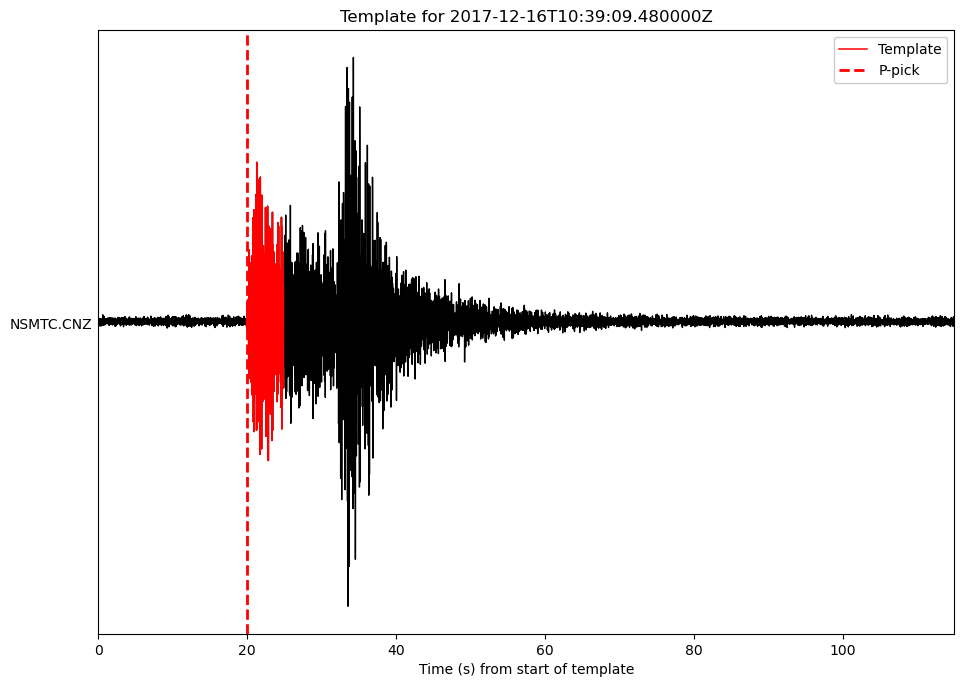 Template for 2017-12-16T10:39:09.480000Z
Template
P-pick
NSMTC.CNZ
0 20 40 60 80 100
Time (s) from start of template